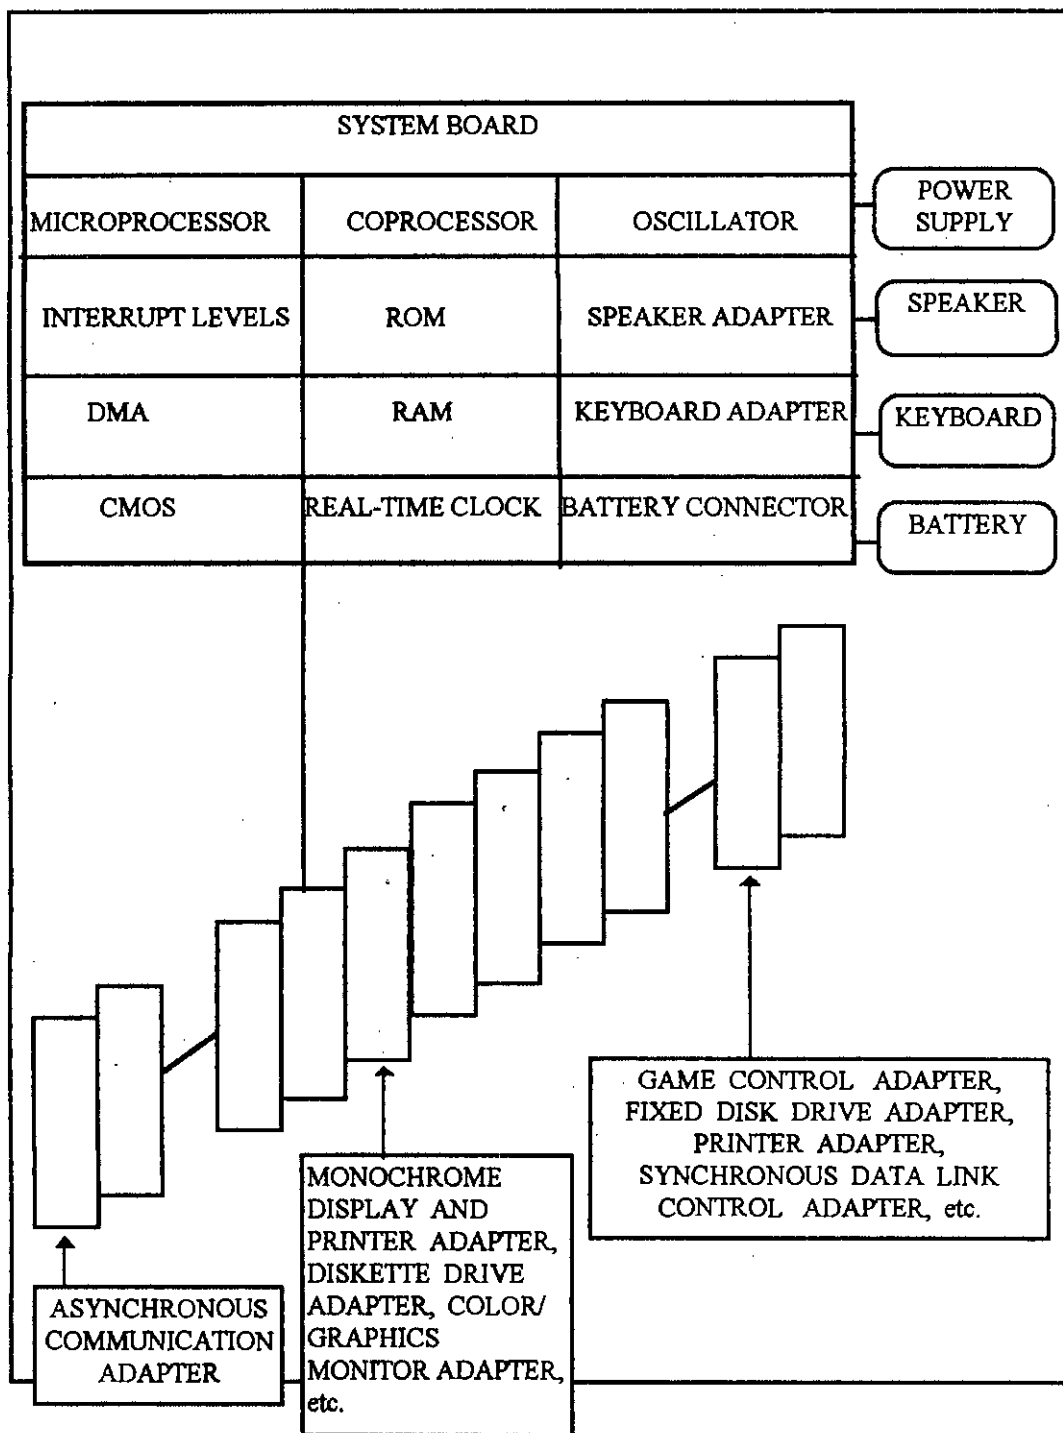 SYSTEM BOARD
MICROPROCESSOR
COPROCESSOR
OSCILLATOR
POWER
SUPPLY
INTERRUPT LEVELS
ROM
SPEAKER ADAPTER
SPEAKER
DMA
RAM
KEYBOARD ADAPTER
KEYBOARD
CMOS
REAL-TIME CLOCK
BATTERY CONNECTOR
BATTERY
GAME CONTROL ADAPTER,
FIXED DISK DRIVE ADAPTER,
PRINTER ADAPTER,
SYNCHRONOUS DATA LINK
CONTROL ADAPTER, etc.
MONOCHROME
DISPLAY AND
PRINTER ADAPTER,
DISKETTE DRIVE
ADAPTER, COLOR/
GRAPHICS
MONITOR ADAPTER,
etc.
ASYNCHRONOUS
COMMUNICATION
ADAPTER